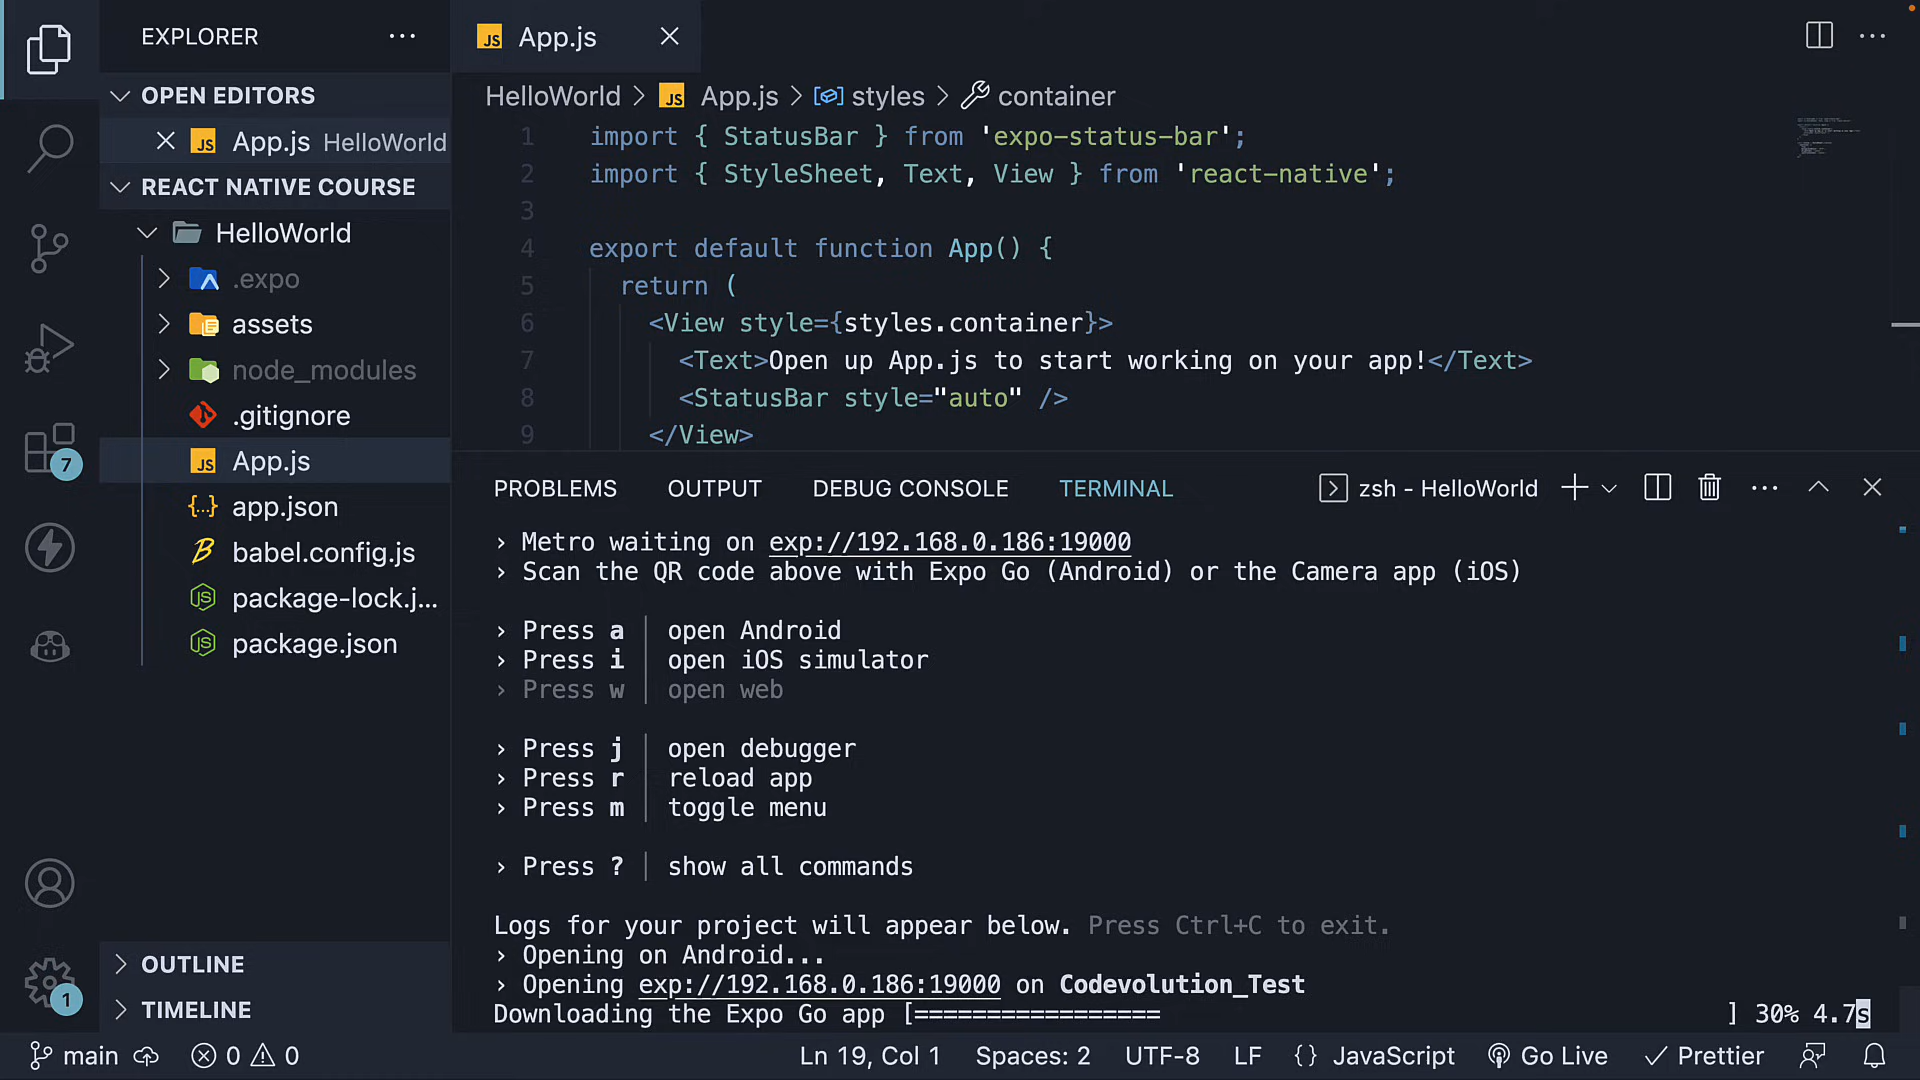 EXPLORER
OPEN EDITORS
JS App.js HelloWorld
REACT NATIVE COURSE
HelloWorld
.expo
assets
node_modules
.gitignore
JS App.js
{...} app.json
babel.config.js
package-lock.j...
package.json
OUTLINE
TIMELINE
7
1
JS App.js
HelloWorld > JS App.js > styles > container
1 import { StatusBar } from 'expo-status-bar';
2 import { StyleSheet, Text, View } from 'react-native';
3
4 export default function App() {
5 return (
6 <View style={styles.container}>
7 <Text>Open up App.js to start working on your app!</Text>
8 <StatusBar style="auto" />
9 </View>
PROBLEMS OUTPUT DEBUG CONSOLE TERMINAL zsh - HelloWorld
› Metro waiting on exp://192.168.0.186:19000
› Scan the QR code above with Expo Go (Android) or the Camera app (iOS)
› Press a │ open Android
› Press i │ open iOS simulator
› Press w │ open web
› Press j │ open debugger
› Press r │ reload app
› Press m │ toggle menu
› Press ? │ show all commands
Logs for your project will appear below. Press Ctrl+C to exit.
› Opening on Android...
› Opening exp://192.168.0.186:19000 on Codevolution_Test
Downloading the Expo Go app [================= ] 30% 4.7s
main 0 0 Ln 19, Col 1 Spaces: 2 UTF-8 LF {} JavaScript Go Live Prettier